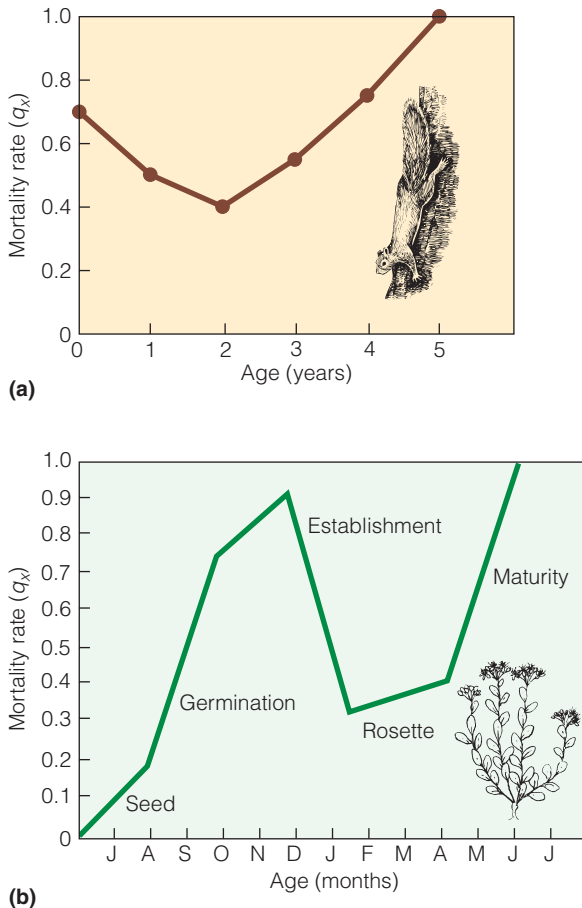 1.0
0.8
0.6
0.4
0.2
0
Mortality rate (qx)
0 1 2 3 4 5
Age (years)
(a)
1.0
0.9
0.8
0.7
0.6
0.5
0.4
0.3
0.2
0.1
0
Mortality rate (qx)
Establishment
Maturity
Germination
Rosette
Seed
J A S O N D J F M A M J J
Age (months)
(b)